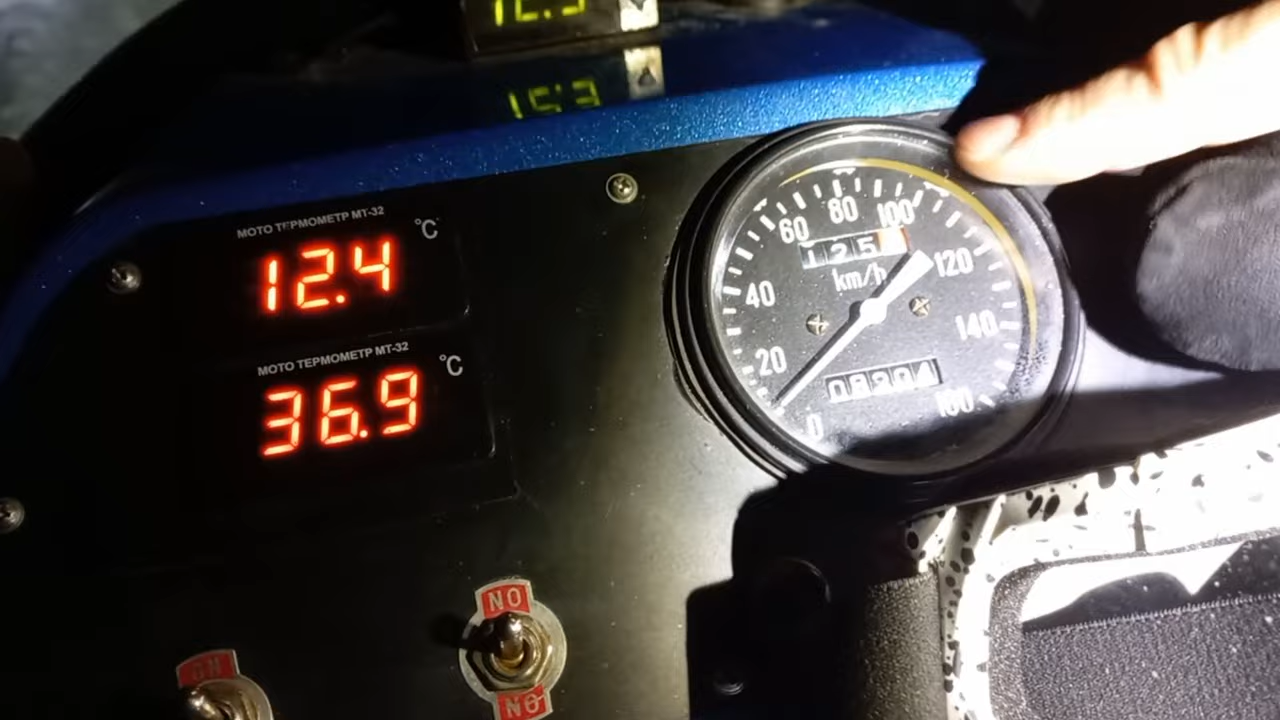 12.3
МОТО ТЕРМОМЕТР МТ-32
°C
12.4
МОТО ТЕРМОМЕТР МТ-32
°C
36.9
0
20
40
60
80
100
120
140
160
125
km/h
08204
NO
NO